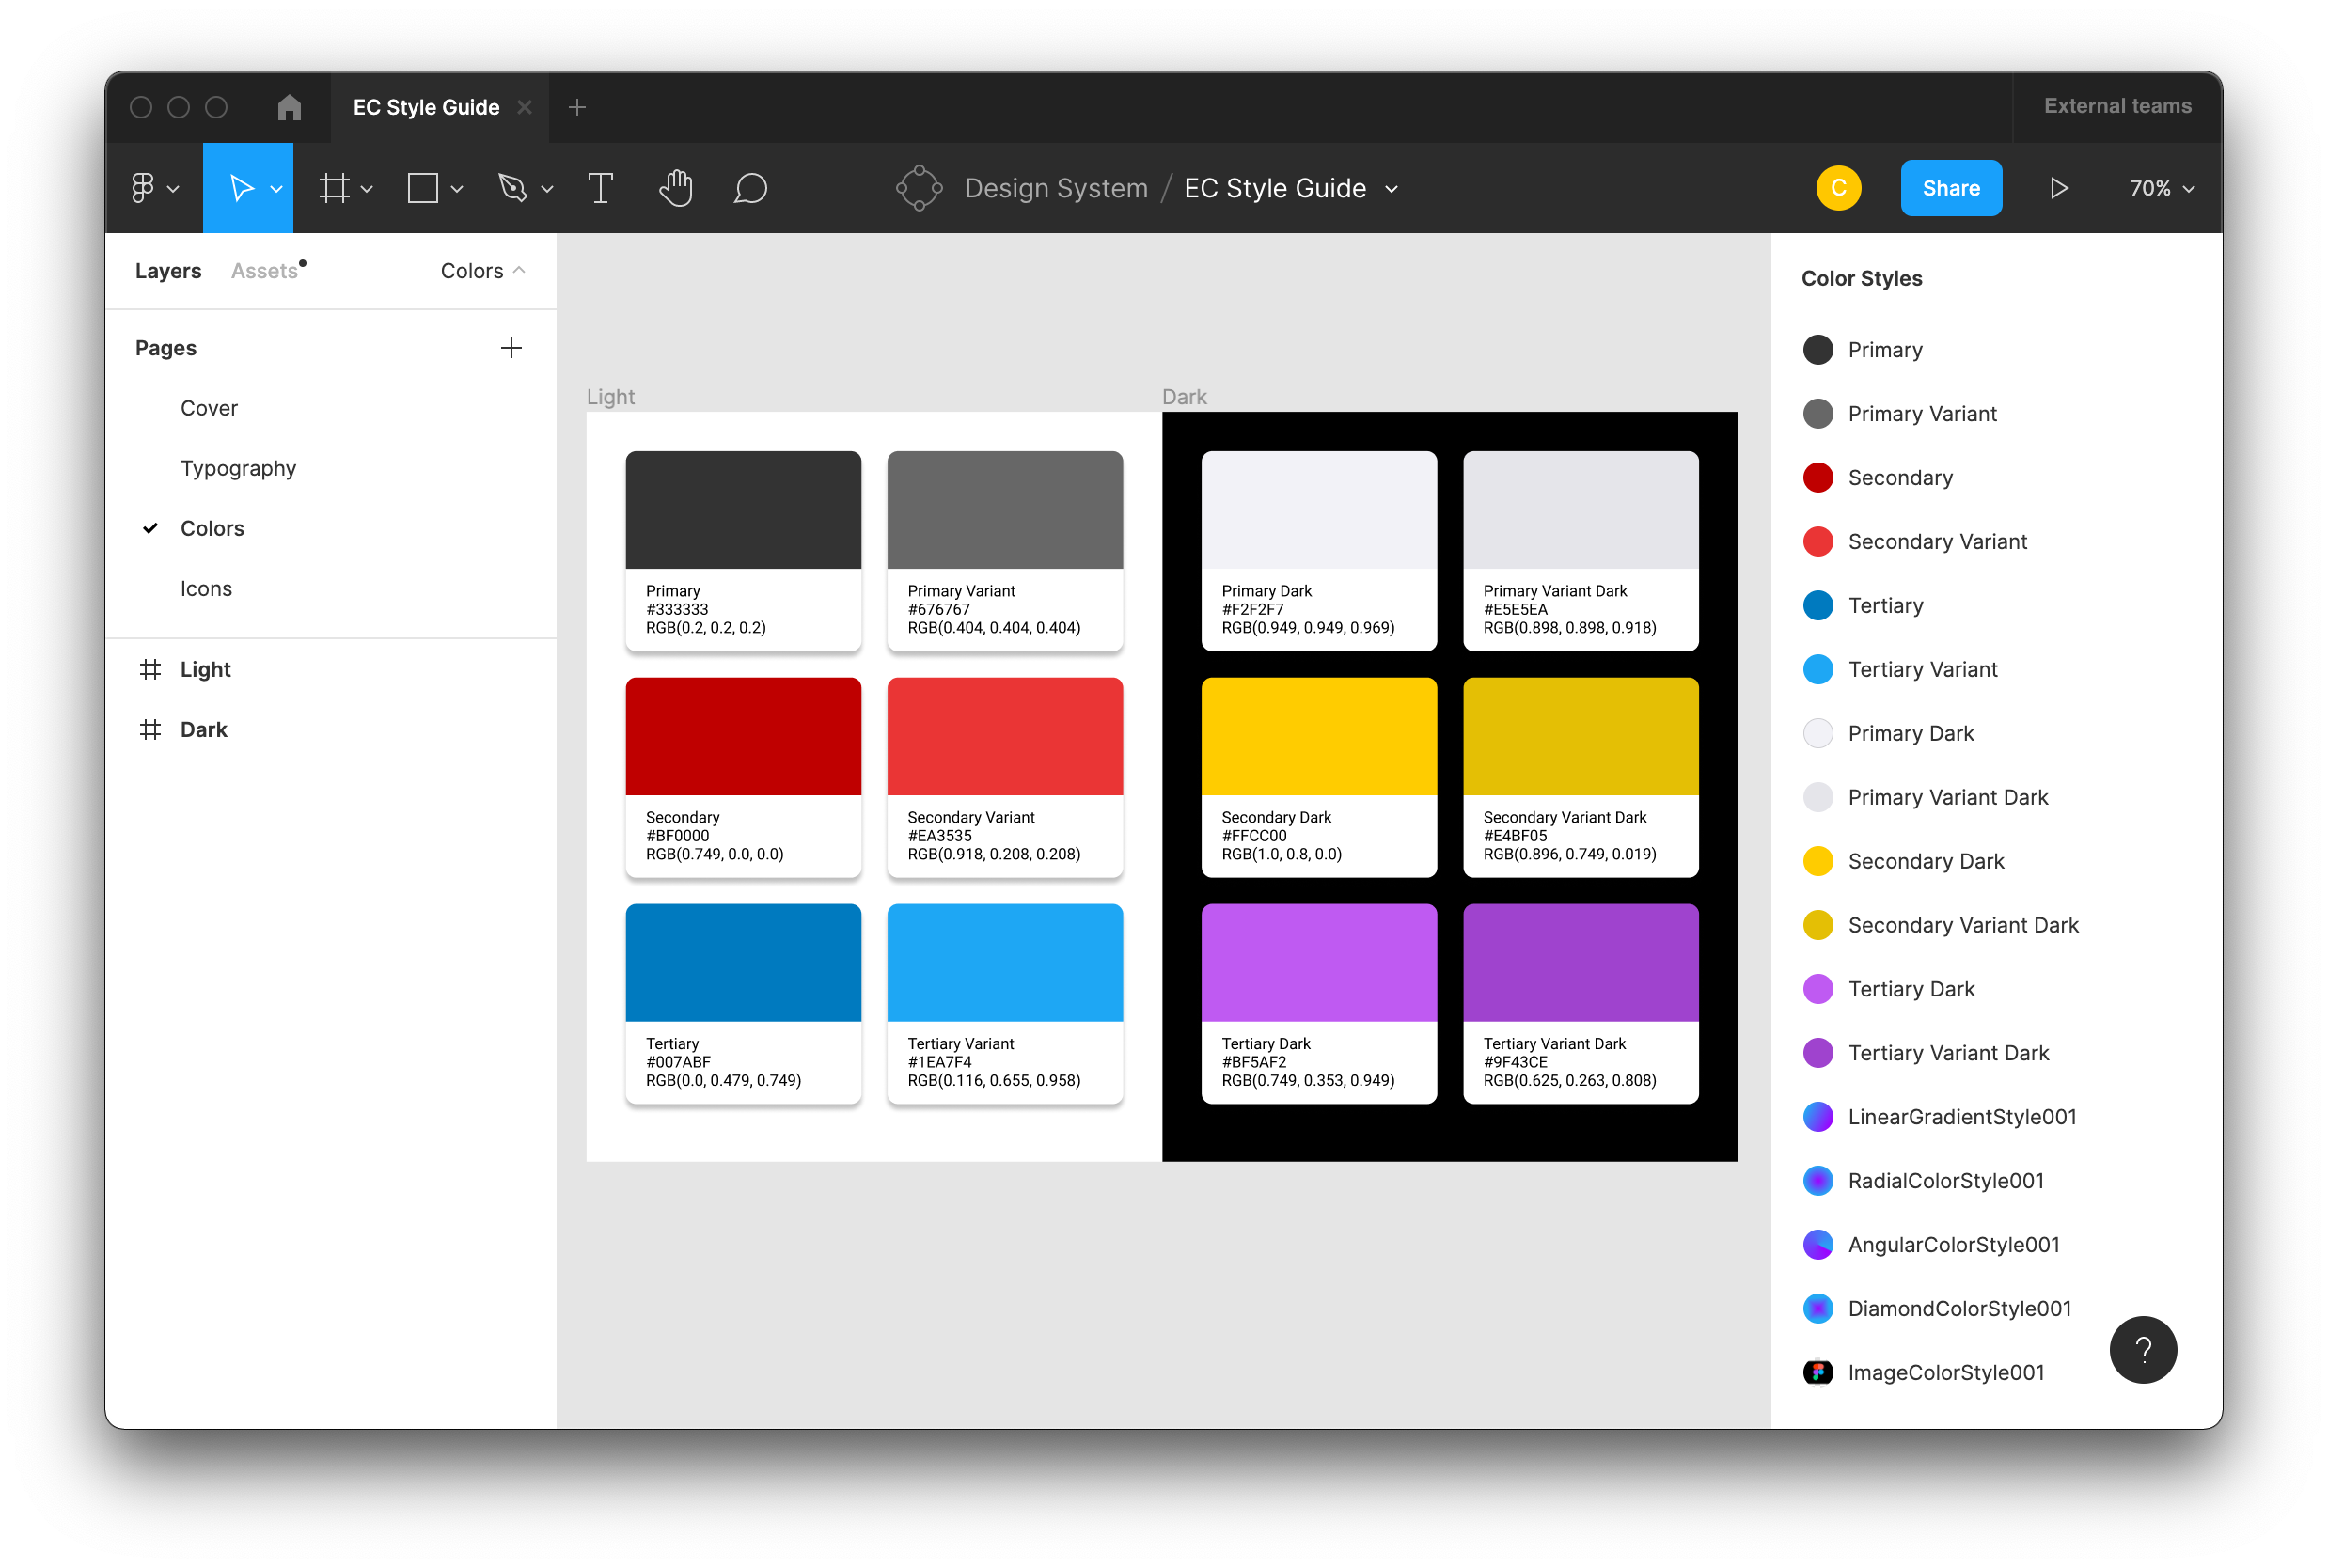 EC Style Guide
External teams
Design System / EC Style Guide
C
Share
70%
Layers
Assets
Colors
Pages
Cover
Typography
Colors
Icons
Light
Dark
Light
Primary
#333333
RGB(0.2, 0.2, 0.2)
Primary Variant
#676767
RGB(0.404, 0.404, 0.404)
Secondary
#BF0000
RGB(0.749, 0.0, 0.0)
Secondary Variant
#EA3535
RGB(0.918, 0.208, 0.208)
Tertiary
#007ABF
RGB(0.0, 0.479, 0.749)
Tertiary Variant
#1EA7F4
RGB(0.116, 0.655, 0.958)
Dark
Primary Dark
#F2F2F7
RGB(0.949, 0.949, 0.969)
Primary Variant Dark
#E5E5EA
RGB(0.898, 0.898, 0.918)
Secondary Dark
#FFCC00
RGB(1.0, 0.8, 0.0)
Secondary Variant Dark
#E4BF05
RGB(0.896, 0.749, 0.019)
Tertiary Dark
#BF5AF2
RGB(0.749, 0.353, 0.949)
Tertiary Variant Dark
#9F43CE
RGB(0.625, 0.263, 0.808)
Color Styles
Primary
Primary Variant
Secondary
Secondary Variant
Tertiary
Tertiary Variant
Primary Dark
Primary Variant Dark
Secondary Dark
Secondary Variant Dark
Tertiary Dark
Tertiary Variant Dark
LinearGradientStyle001
RadialColorStyle001
AngularColorStyle001
DiamondColorStyle001
ImageColorStyle001
?